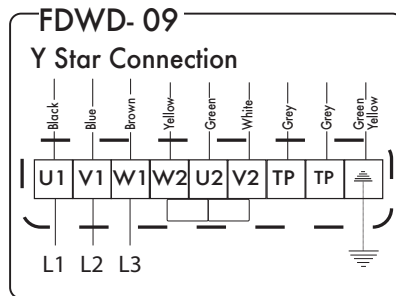 FDWD- 09
Y Star Connection
Black Blue Brown Yellow Green White Grey Grey Green Yellow
U1 V1 W1 W2 U2 V2 TP TP
L1 L2 L3